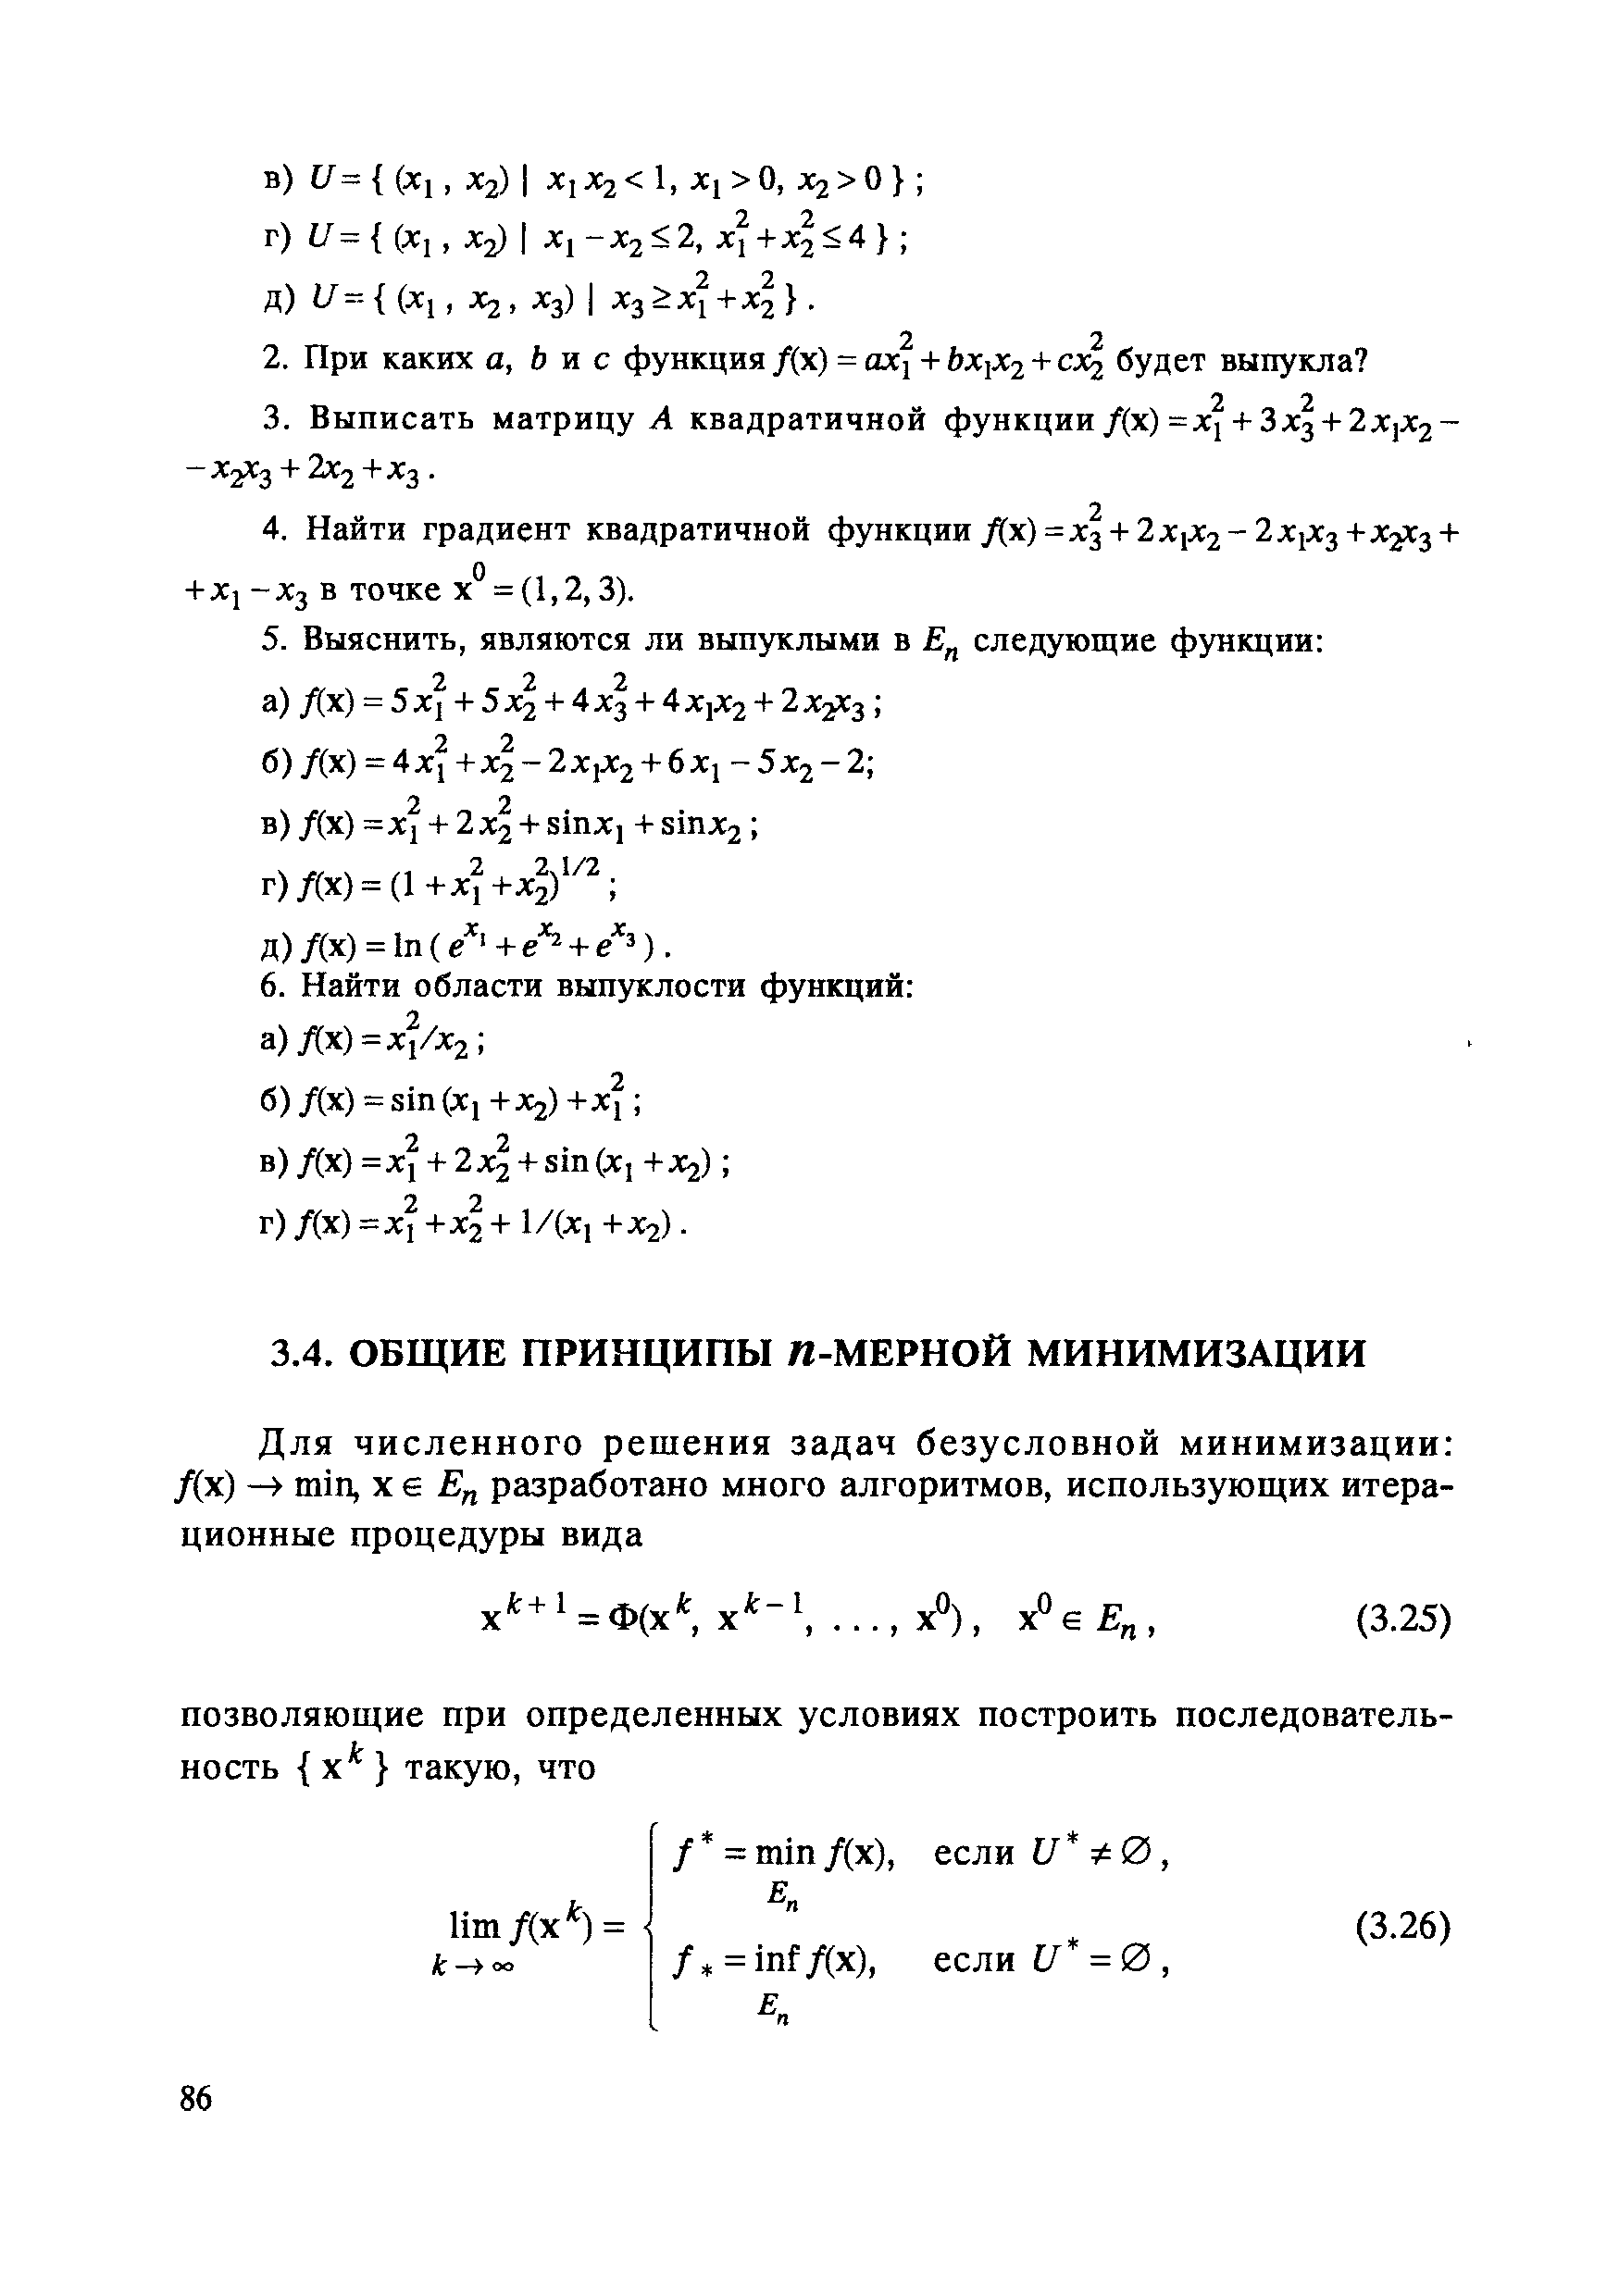 в) U = { (x₁, x₂) | x₁x₂ < 1, x₁ > 0, x₂ > 0 } ;
г) U = { (x₁, x₂) | x₁ − x₂ ≤ 2, x₁² + x₂² ≤ 4 } ;
д) U = { (x₁, x₂, x₃) | x₃ ≥ x₁² + x₂² } .
2. При каких a, b и c функция f(x) = ax₁² + bx₁x₂ + cx₂² будет выпукла?
3. Выписать матрицу A квадратичной функции f(x) = x₁² + 3x₃² + 2x₁x₂ −
− x₂x₃ + 2x₂ + x₃ .
4. Найти градиент квадратичной функции f(x) = x₃² + 2x₁x₂ − 2x₁x₃ + x₂x₃ +
+ x₁ − x₃ в точке x⁰ = (1, 2, 3).
5. Выяснить, являются ли выпуклыми в Eₙ следующие функции:
а) f(x) = 5x₁² + 5x₂² + 4x₃² + 4x₁x₂ + 2x₂x₃ ;
б) f(x) = 4x₁² + x₂² − 2x₁x₂ + 6x₁ − 5x₂ − 2;
в) f(x) = x₁² + 2x₂² + sinx₁ + sinx₂ ;
г) f(x) = (1 + x₁² + x₂²)^{1/2} ;
д) f(x) = ln ( e^{x₁} + e^{x₂} + e^{x₃} ) .
6. Найти области выпуклости функций:
а) f(x) = x₁²/x₂ ;
б) f(x) = sin (x₁ + x₂) + x₁² ;
в) f(x) = x₁² + 2x₂² + sin (x₁ + x₂) ;
г) f(x) = x₁² + x₂² + 1/(x₁ + x₂) .
3.4. ОБЩИЕ ПРИНЦИПЫ n-МЕРНОЙ МИНИМИЗАЦИИ
Для численного решения задач безусловной минимизации:
f(x) → min, x ∈ Eₙ разработано много алгоритмов, использующих итера-
ционные процедуры вида
x^{k+1} = Φ(x^k, x^{k−1}, ..., x⁰), x⁰ ∈ Eₙ , (3.25)
позволяющие при определенных условиях построить последователь-
ность { x^k } такую, что
f* = min f(x), если U* ≠ ∅ ,
Eₙ
lim f(x^k) = { (3.26)
k → ∞
f_* = inf f(x), если U* = ∅ ,
Eₙ
86